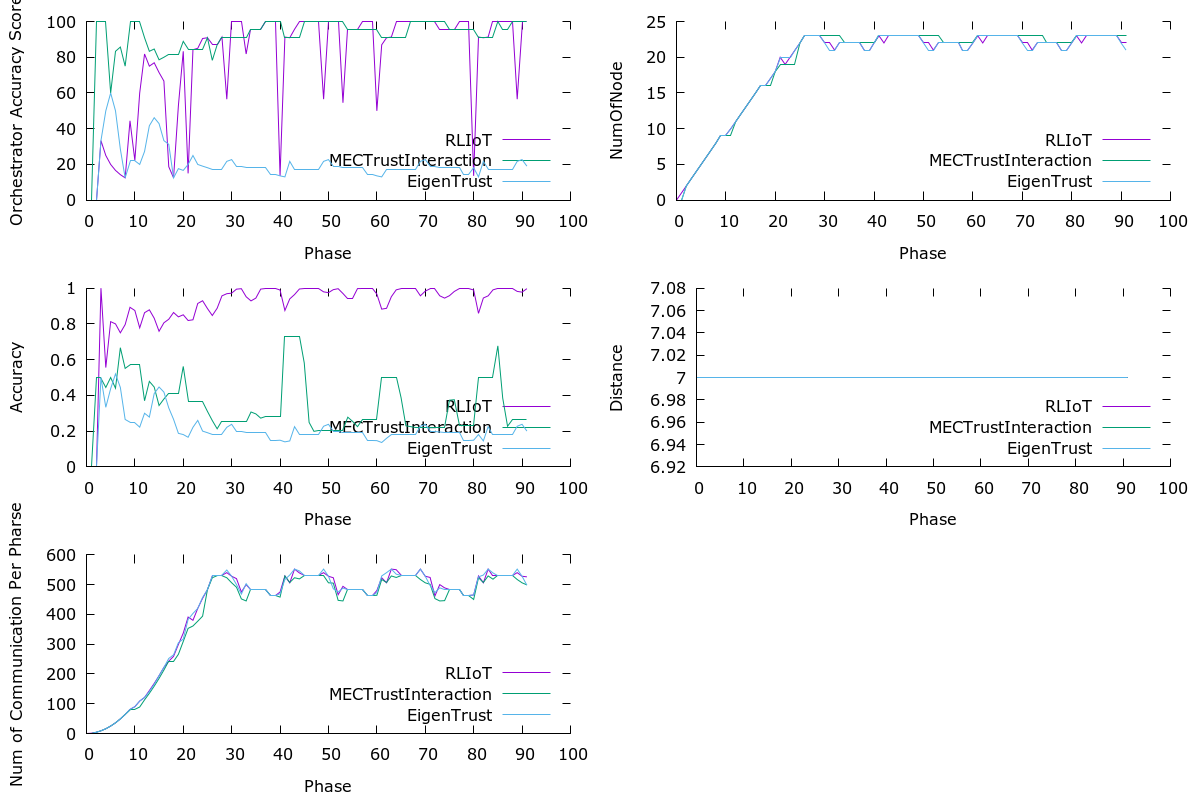 Orchestrator Accuracy Score
100
80
60
40
20
0
RLIoT
MECTrustInteraction
EigenTrust
0 10 20 30 40 50 60 70 80 90 100
Phase
NumOfNode
25
20
15
10
5
0
RLIoT
MECTrustInteraction
EigenTrust
0 10 20 30 40 50 60 70 80 90 100
Phase
Accuracy
1
0.8
0.6
0.4
0.2
0
RLIoT
MECTrustInteraction
EigenTrust
0 10 20 30 40 50 60 70 80 90 100
Phase
Distance
7.08
7.06
7.04
7.02
7
6.98
6.96
6.94
6.92
RLIoT
MECTrustInteraction
EigenTrust
0 10 20 30 40 50 60 70 80 90 100
Phase
Num of Communication Per Pharse
600
500
400
300
200
100
0
RLIoT
MECTrustInteraction
EigenTrust
0 10 20 30 40 50 60 70 80 90 100
Phase